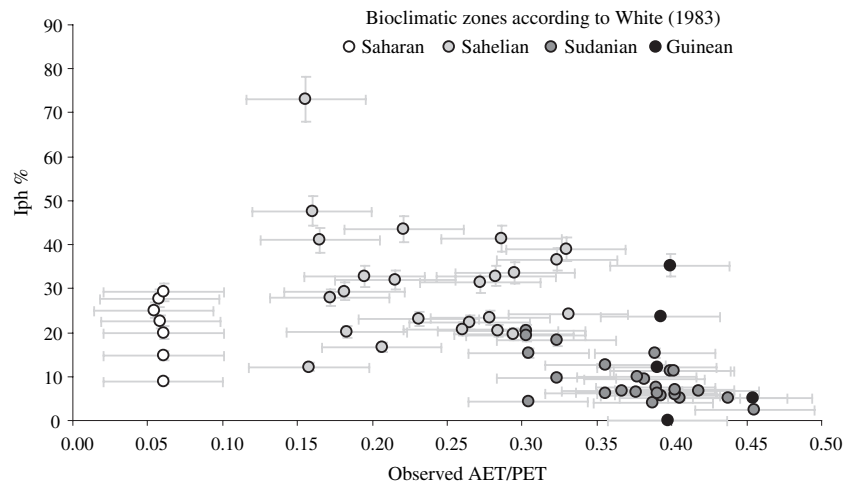 Bioclimatic zones according to White (1983)
Saharan Sahelian Sudanian Guinean
90
80
70
60
50
40
30
20
10
0
Iph %
0.00 0.05 0.10 0.15 0.20 0.25 0.30 0.35 0.40 0.45 0.50
Observed AET/PET